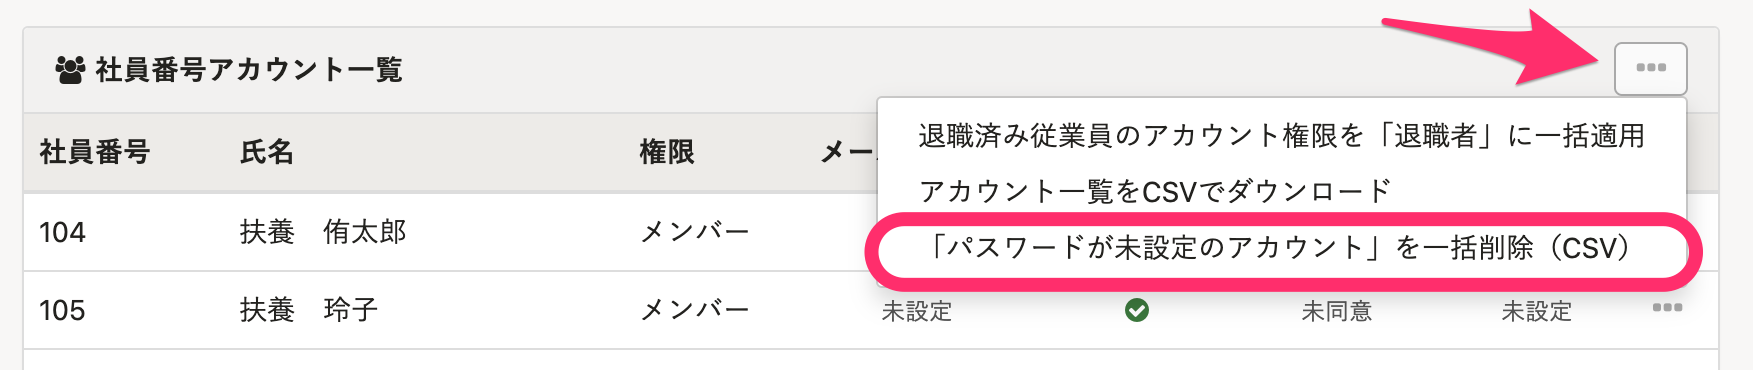 社員番号アカウント一覧
退職済み従業員のアカウント権限を「退職者」に一括適用
アカウント一覧をCSVでダウンロード
「パスワードが未設定のアカウント」を一括削除（CSV）
社員番号 氏名 権限 メー
104 扶養　侑太郎 メンバー
105 扶養　玲子 メンバー 未設定 未同意 未設定